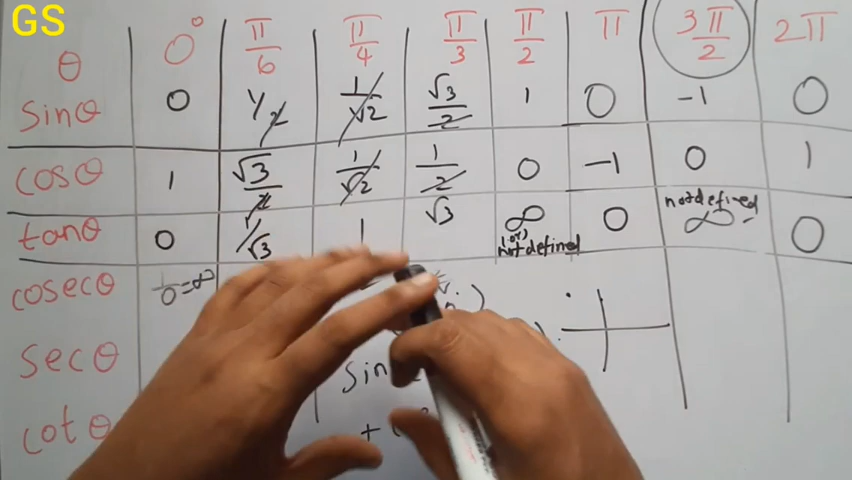 GS
θ 0° π/6 π/4 π/3 π/2 π 3π/2 2π
sinθ 0 1/2 1/√2 √3/2 1 0 -1 0
cosθ 1 √3/2 1/√2 1/2 0 -1 0 1
tanθ 0 1/√3 1 √3 ∞ (or) not defined 0 not defined ∞ 0
cosecθ 1/0=∞
secθ
sin
cotθ +